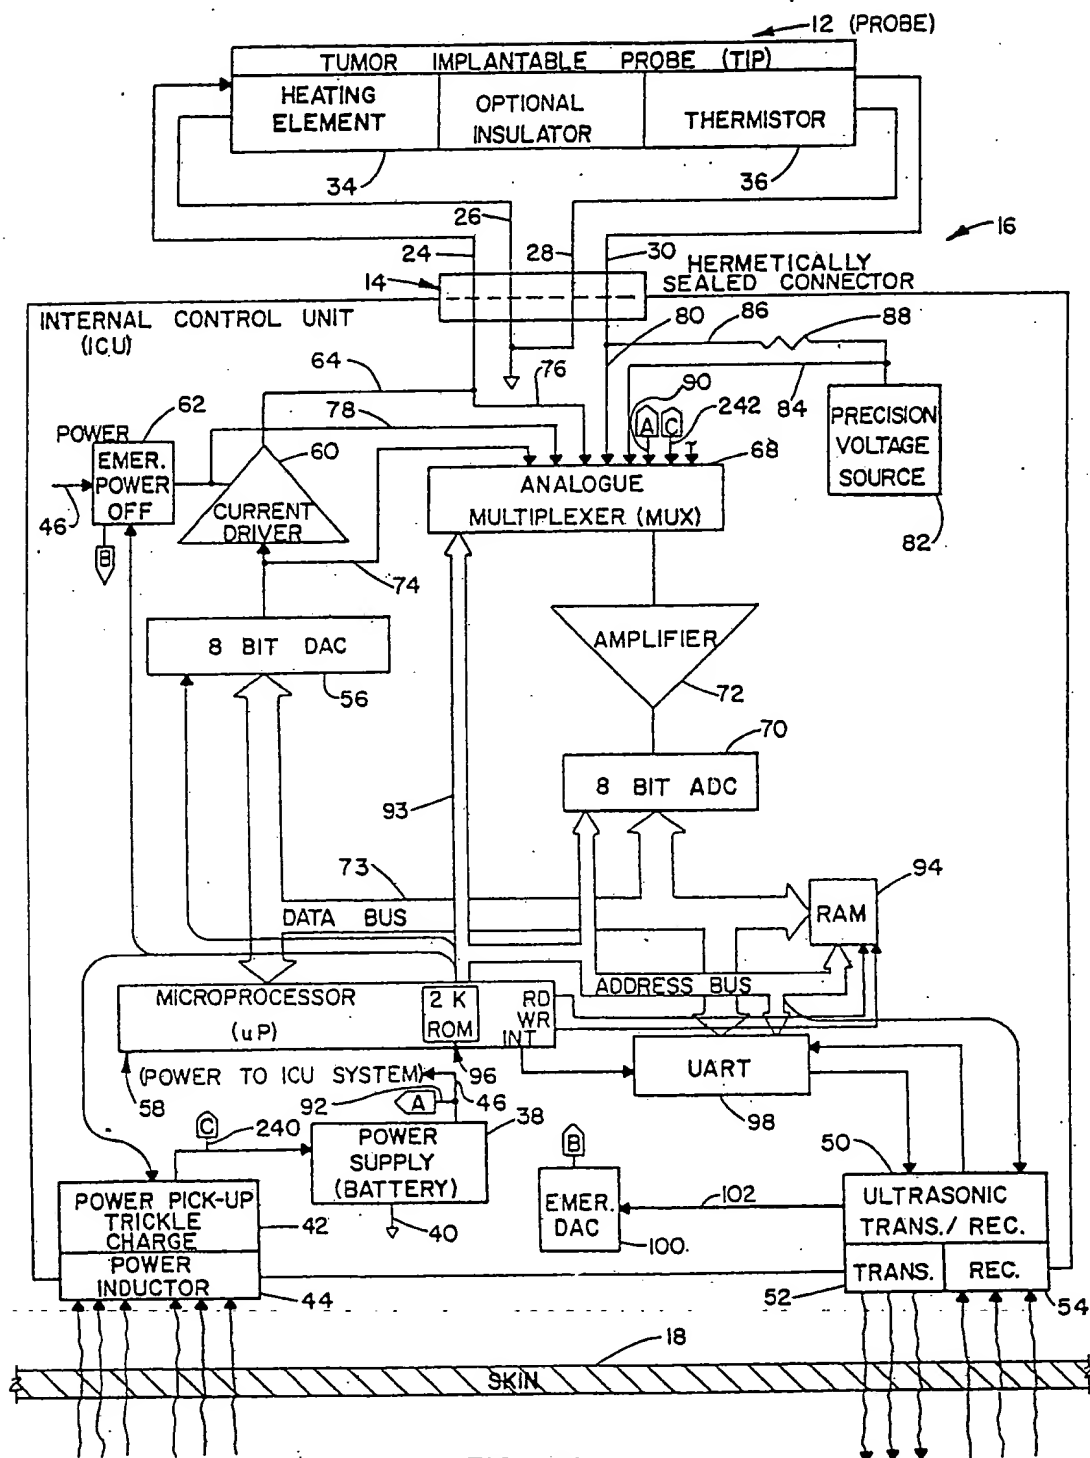 12 (PROBE)
TUMOR IMPLANTABLE PROBE (TIP)
HEATING ELEMENT
OPTIONAL INSULATOR
THERMISTOR
34
36
26
24
28
30
16
14
HERMETICALLY SEALED CONNECTOR
INTERNAL CONTROL UNIT (ICU)
80
86
88
64
76
90
242
84
62
78
POWER
60
A
C
68
PRECISION VOLTAGE SOURCE
EMER. POWER OFF
46
CURRENT DRIVER
ANALOGUE MULTIPLEXER (MUX)
82
B
74
8 BIT DAC
56
AMPLIFIER
72
70
8 BIT ADC
93
73
94
DATA BUS
RAM
ADDRESS BUS
MICROPROCESSOR (uP)
2 K ROM
RD
WR
INT
UART
58
(POWER TO ICU SYSTEM)
96
92
A
46
98
C
240
38
POWER SUPPLY (BATTERY)
B
50
POWER PICK-UP TRICKLE CHARGE
42
40
EMER. DAC
102
ULTRASONIC TRANS./ REC.
100.
POWER INDUCTOR
44
52
TRANS.
REC.
54
18
SKIN